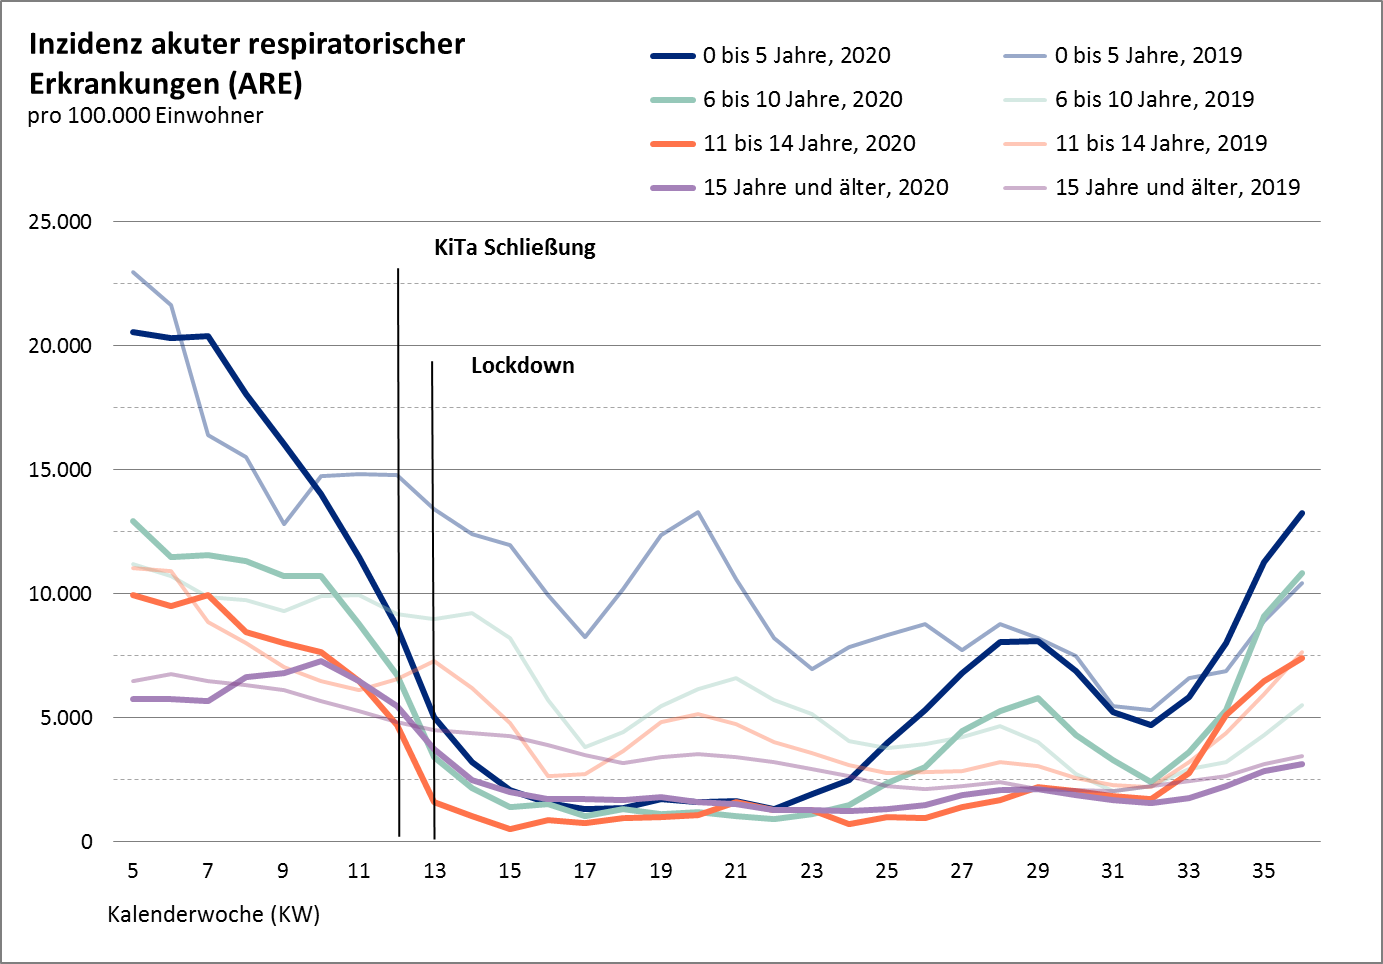 Inzidenz akuter respiratorischer
Erkrankungen (ARE)
pro 100.000 Einwohner
0 bis 5 Jahre, 2020
0 bis 5 Jahre, 2019
6 bis 10 Jahre, 2020
6 bis 10 Jahre, 2019
11 bis 14 Jahre, 2020
11 bis 14 Jahre, 2019
15 Jahre und älter, 2020
15 Jahre und älter, 2019
25.000
KiTa Schließung
20.000
Lockdown
15.000
10.000
5.000
0
5 7 9 11 13 15 17 19 21 23 25 27 29 31 33 35
Kalenderwoche (KW)